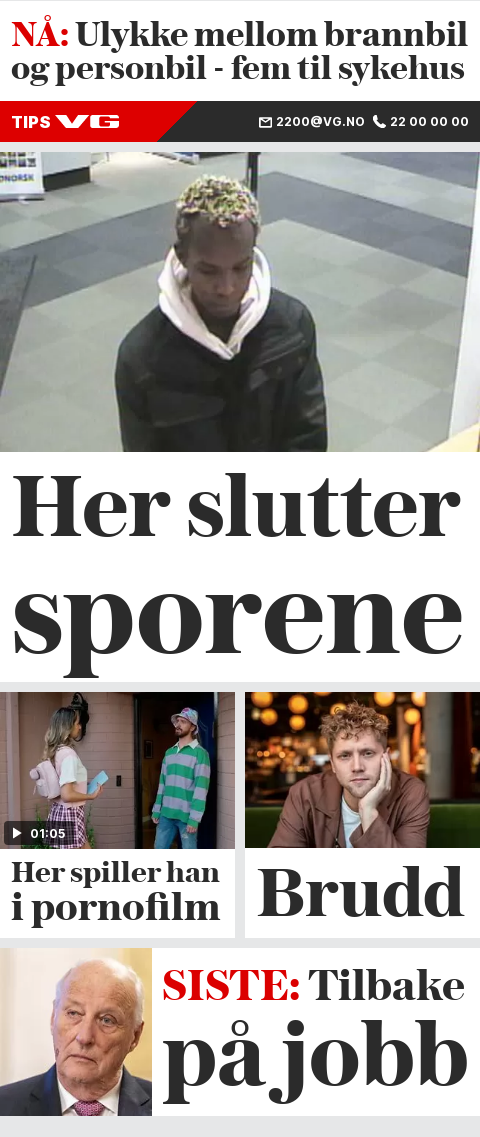 NÅ: Ulykke mellom brannbil
og personbil - fem til sykehus
TIPS VG
2200@VG.NO 22 00 00 00
Her slutter
sporene
01:05
Her spiller han
i pornofilm
Brudd
SISTE: Tilbake
på jobb